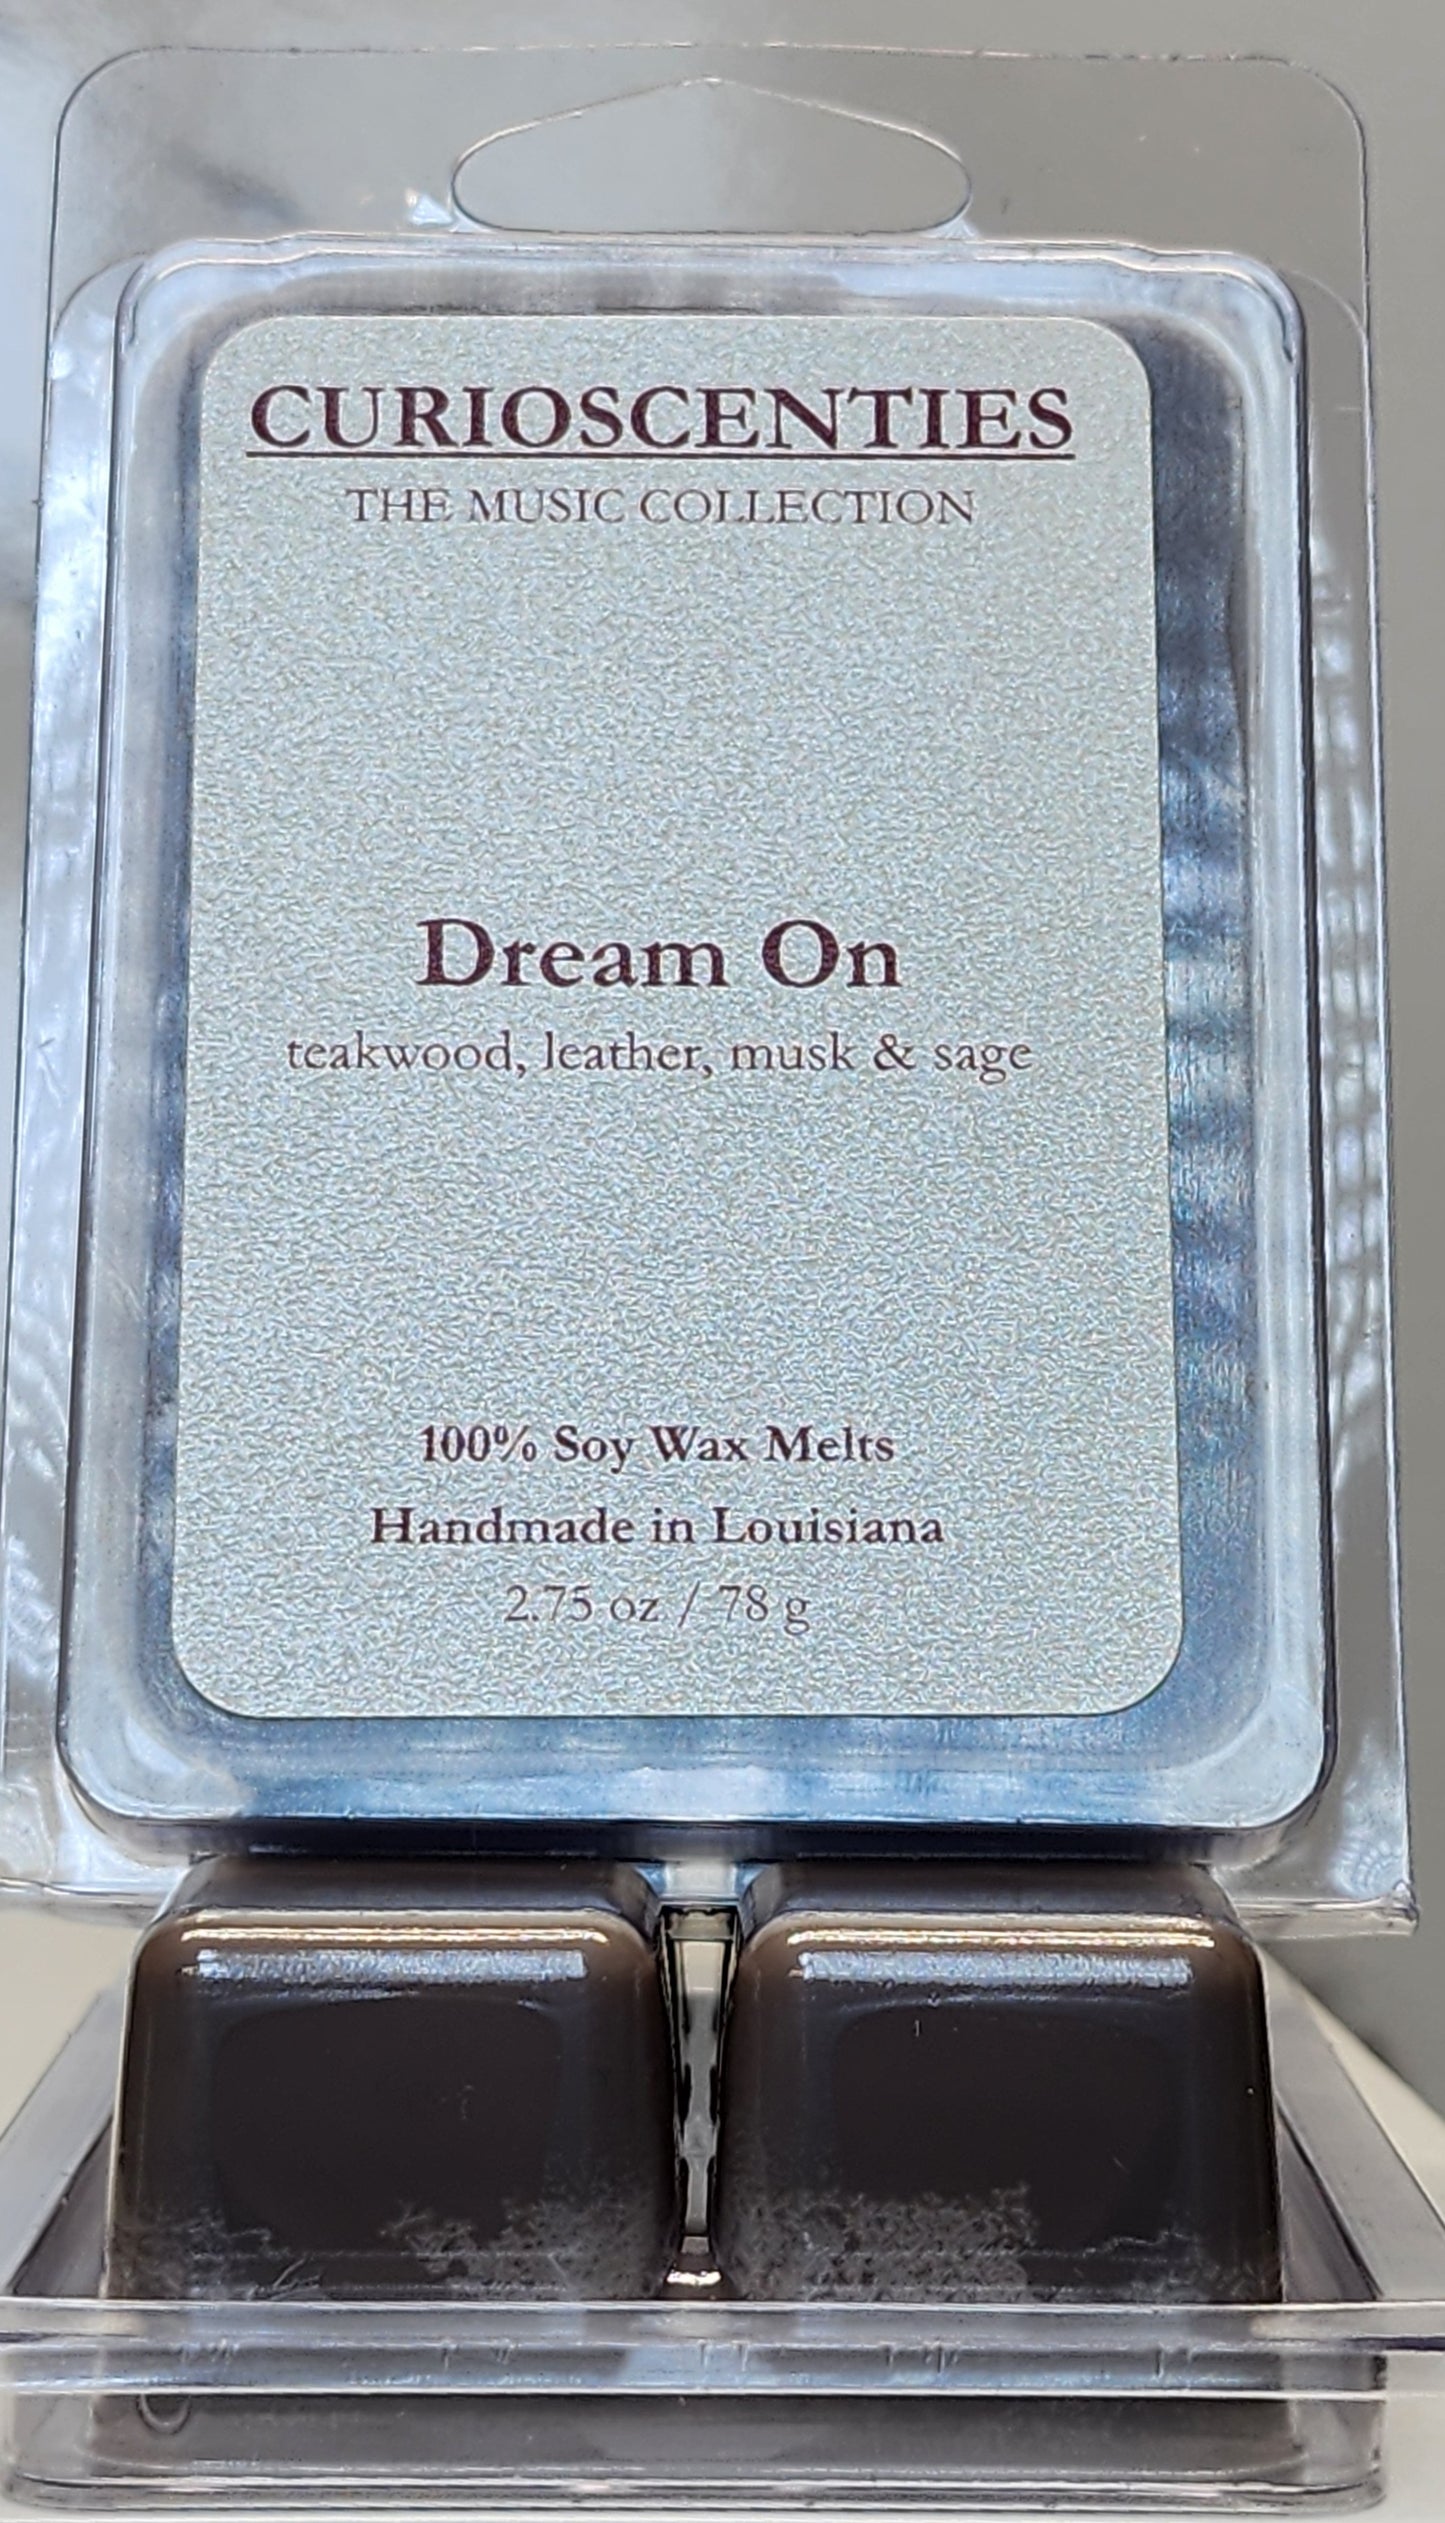 CURIOSCENTIES
THE MUSIC COLLECTION
Dream On
teakwood, leather, musk & sage
100% Soy Wax Melts
Handmade in Louisiana
2.75 oz / 78 g